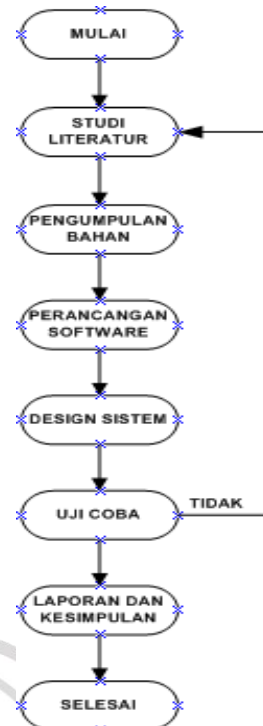 MULAI
STUDI
LITERATUR
PENGUMPULAN
BAHAN
PERANCANGAN
SOFTWARE
DESIGN SISTEM
UJI COBA
TIDAK
LAPORAN DAN
KESIMPULAN
SELESAI